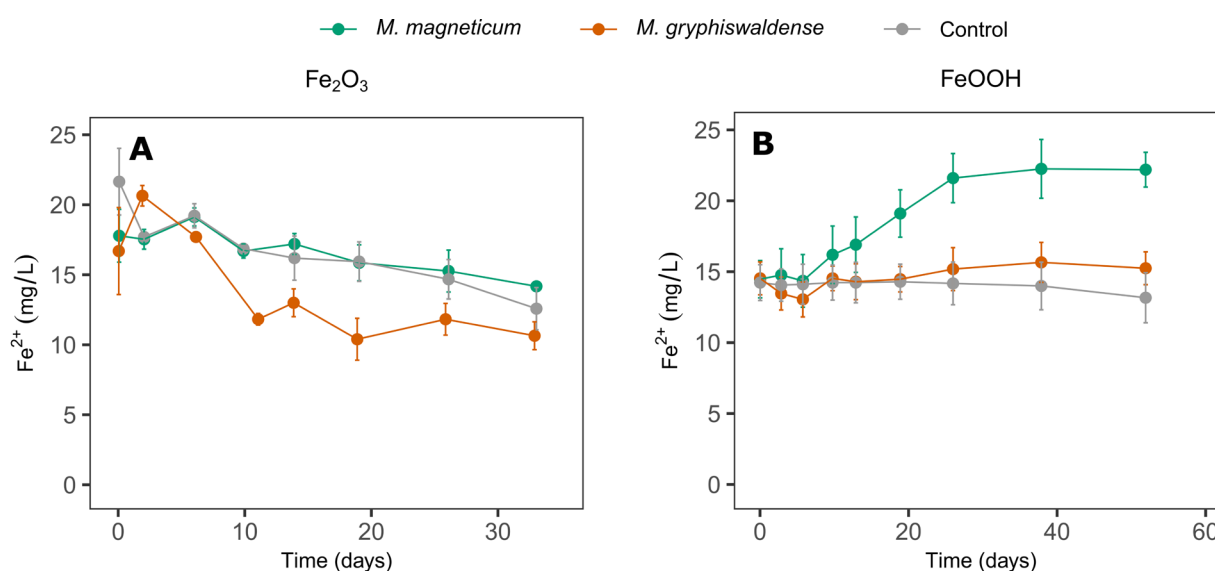 M. magneticum M. gryphiswaldense Control
Fe₂O₃
FeOOH
A
25
20
15
10
5
0
Fe²⁺ (mg/L)
0 10 20 30
Time (days)
B
25
20
15
10
5
0
Fe²⁺ (mg/L)
0 20 40 60
Time (days)